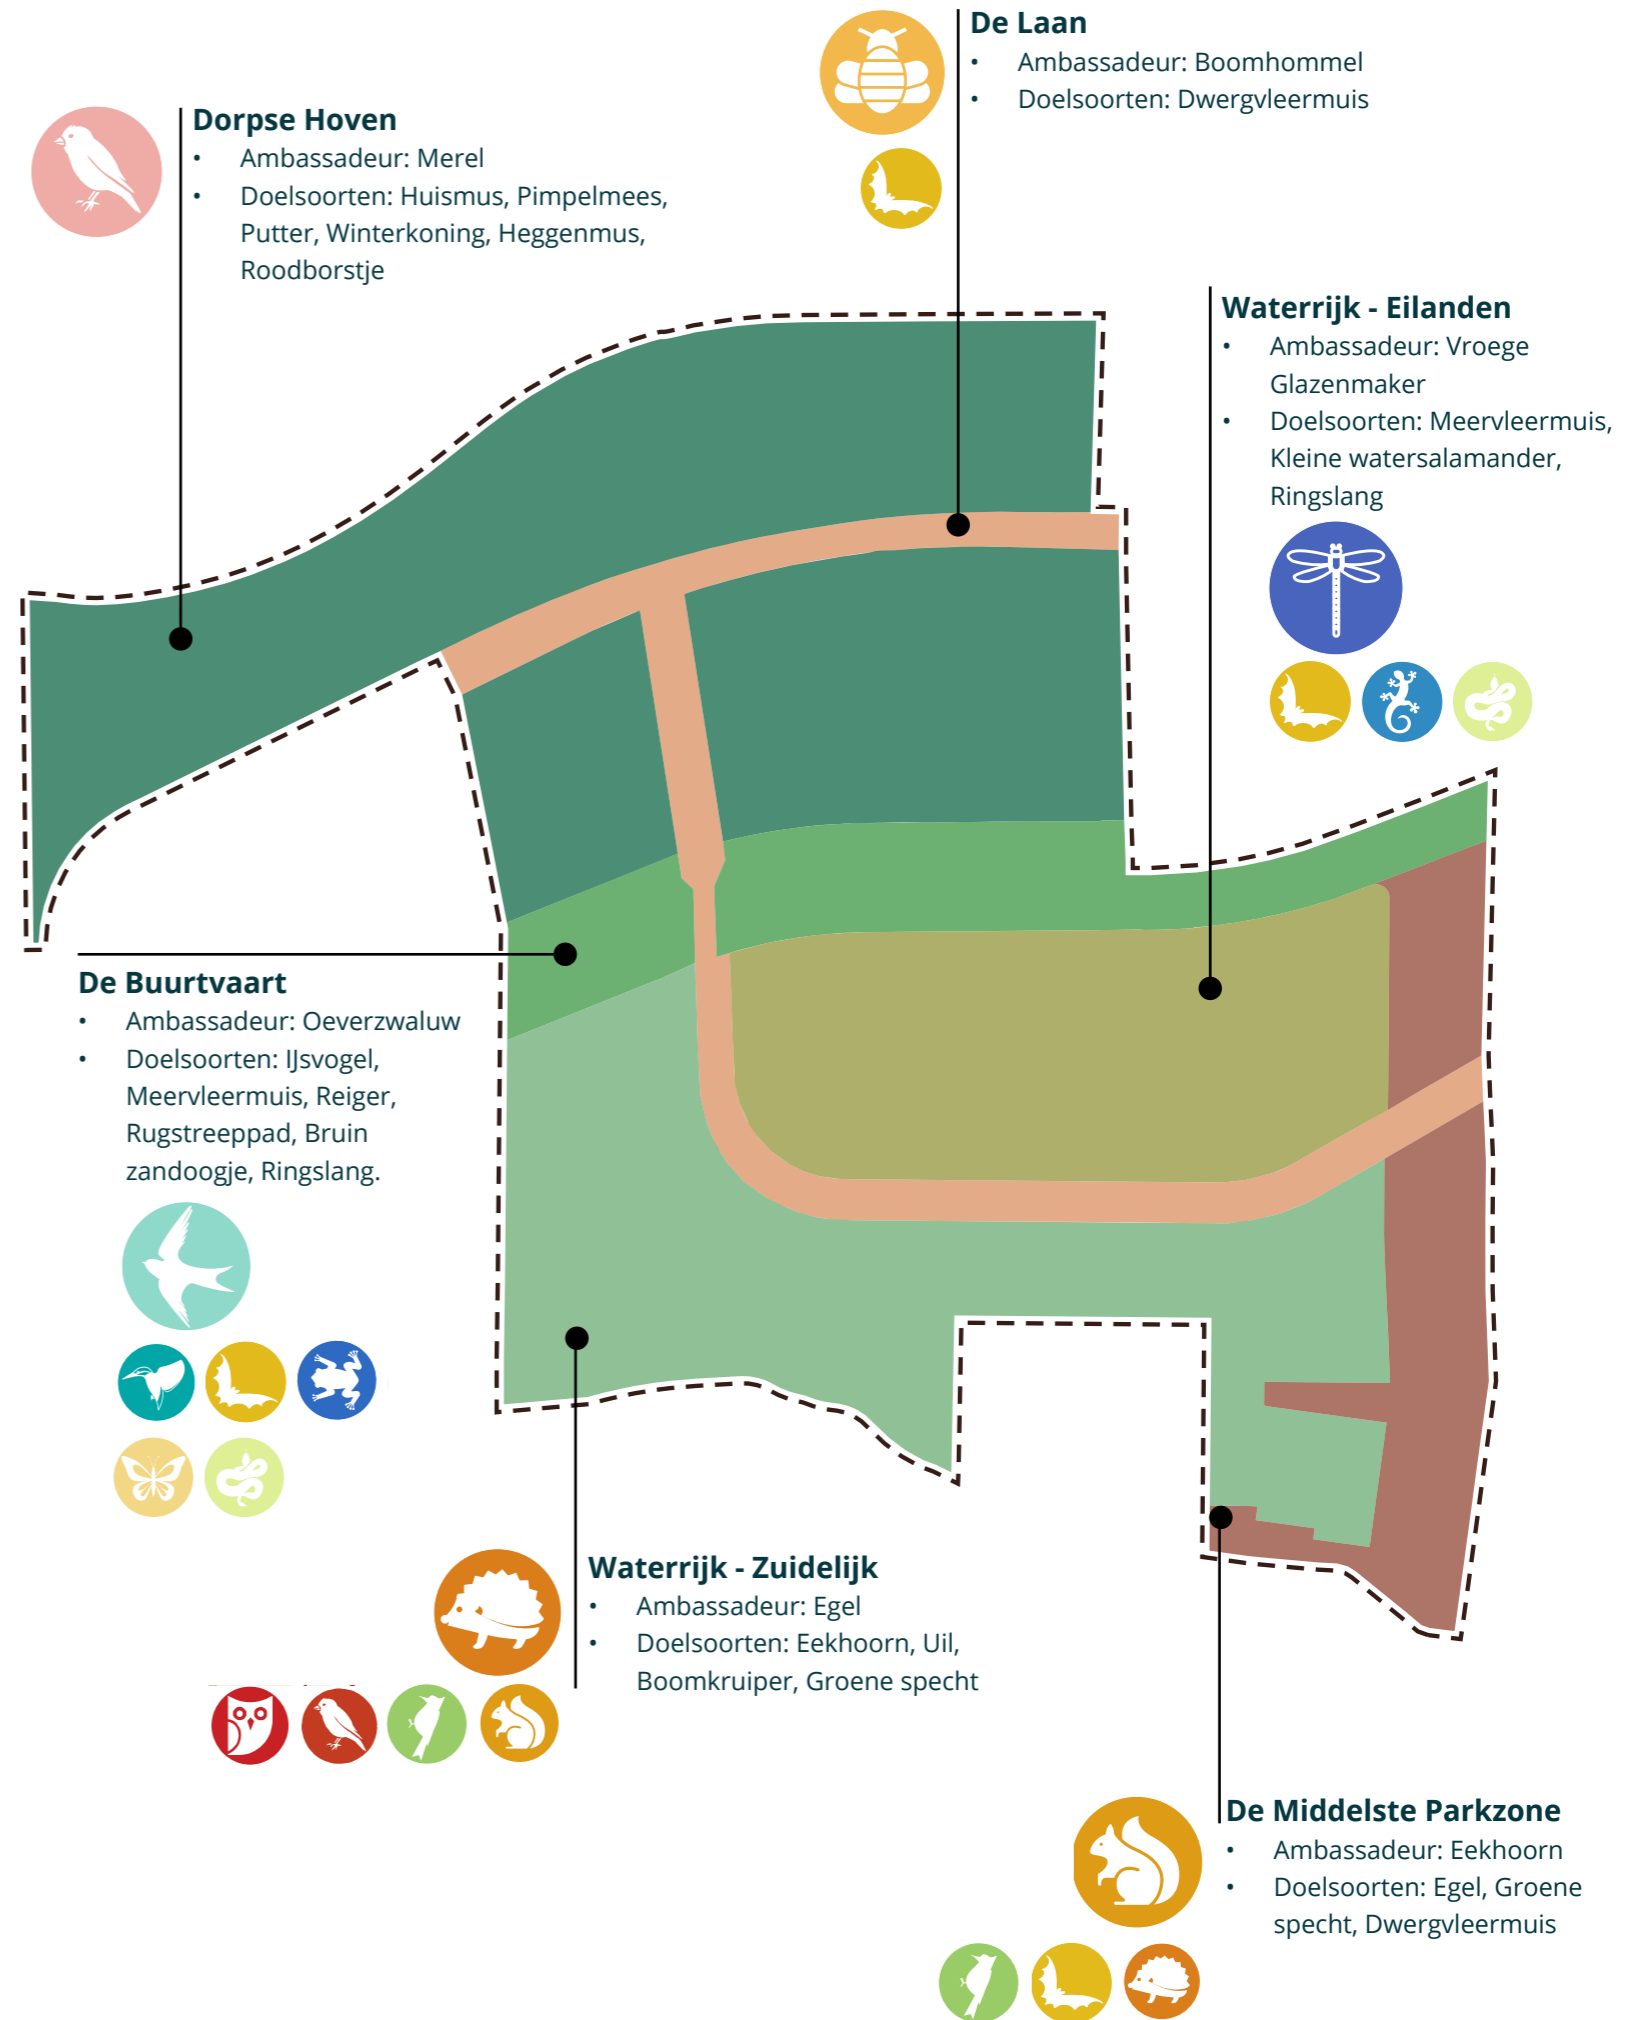 De Laan
• Ambassadeur: Boomhommel
• Doelsoorten: Dwergvleermuis
Dorpse Hoven
• Ambassadeur: Merel
• Doelsoorten: Huismus, Pimpelmees,
Putter, Winterkoning, Heggenmus,
Roodborstje
Waterrijk - Eilanden
• Ambassadeur: Vroege
Glazenmaker
• Doelsoorten: Meervleermuis,
Kleine watersalamander,
Ringslang
De Buurtvaart
• Ambassadeur: Oeverzwaluw
• Doelsoorten: IJsvogel,
Meervleermuis, Reiger,
Rugstreeppad, Bruin
zandoogje, Ringslang.
Waterrijk - Zuidelijk
• Ambassadeur: Egel
• Doelsoorten: Eekhoorn, Uil,
Boomkruiper, Groene specht
De Middelste Parkzone
• Ambassadeur: Eekhoorn
• Doelsoorten: Egel, Groene
specht, Dwergvleermuis